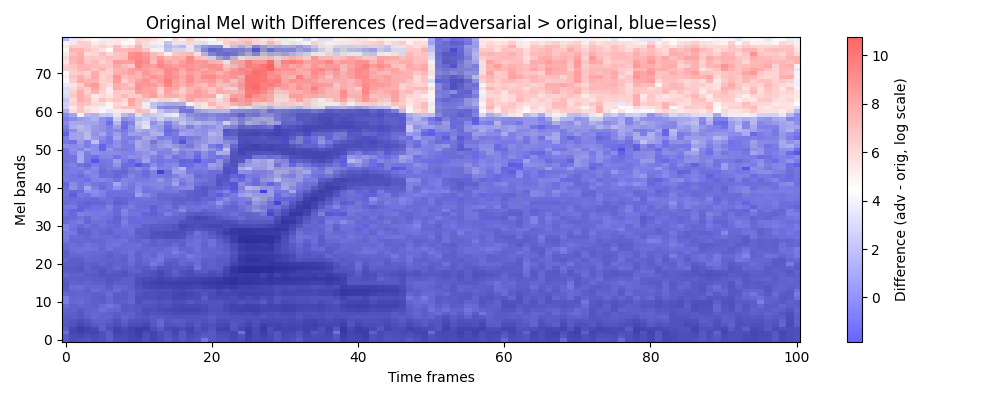 Original Mel with Differences (red=adversarial > original, blue=less)
Mel bands
70
60
50
40
30
20
10
0
0 20 40 60 80 100
Time frames
10
8
6
4
2
0
Difference (adv - orig, log scale)